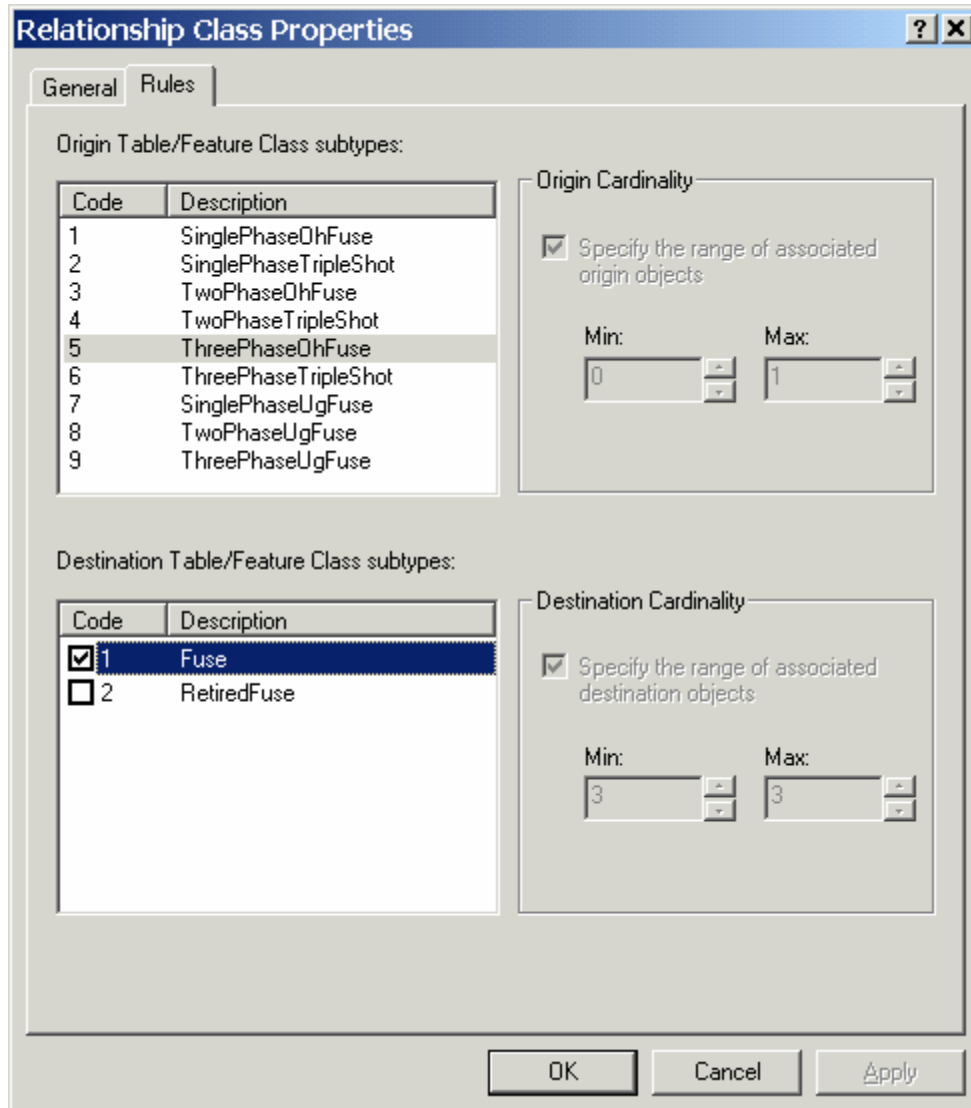 Relationship Class Properties
General Rules
Origin Table/Feature Class subtypes:
Code Description
1 SinglePhaseOhFuse
2 SinglePhaseTripleShot
3 TwoPhaseOhFuse
4 TwoPhaseTripleShot
5 ThreePhaseOhFuse
6 ThreePhaseTripleShot
7 SinglePhaseUgFuse
8 TwoPhaseUgFuse
9 ThreePhaseUgFuse
Origin Cardinality
Specify the range of associated
origin objects
Min: Max:
0 1
Destination Table/Feature Class subtypes:
Code Description
1 Fuse
2 RetiredFuse
Destination Cardinality
Specify the range of associated
destination objects
Min: Max:
3 3
OK Cancel Apply